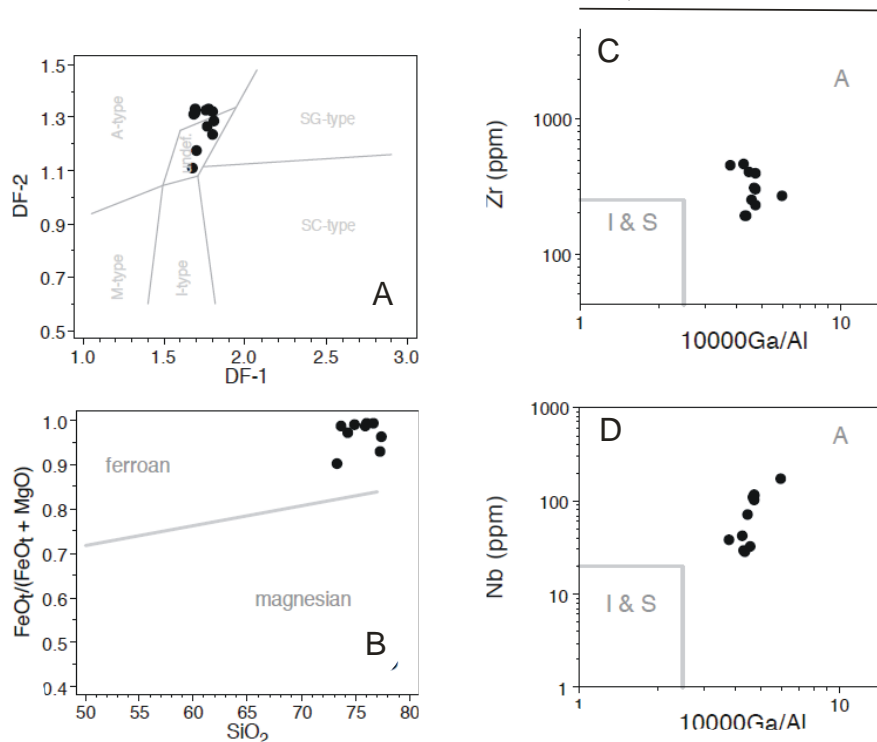 A
1.5
1.3
1.1
0.9
0.7
0.5
DF-2
A-type
undef.
SG-type
SC-type
M-type
I-type
1.0
1.5
2.0
2.5
3.0
DF-1
C
A
1000
100
Zr (ppm)
I & S
1
10
10000Ga/Al
B
1.0
0.9
0.8
0.7
0.6
0.5
0.4
FeOt/(FeOt + MgO)
ferroan
magnesian
50
55
60
65
70
75
80
SiO2
D
A
1000
100
10
1
Nb (ppm)
I & S
1
10
10000Ga/Al